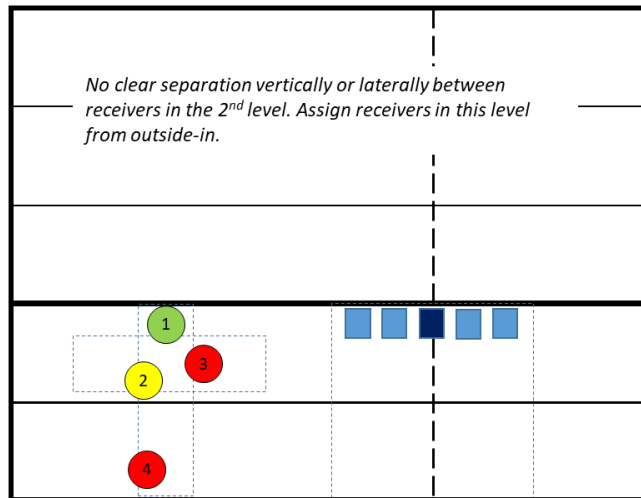 No clear separation vertically or laterally between
receivers in the 2nd level. Assign receivers in this level
from outside-in.
1
3
2
4